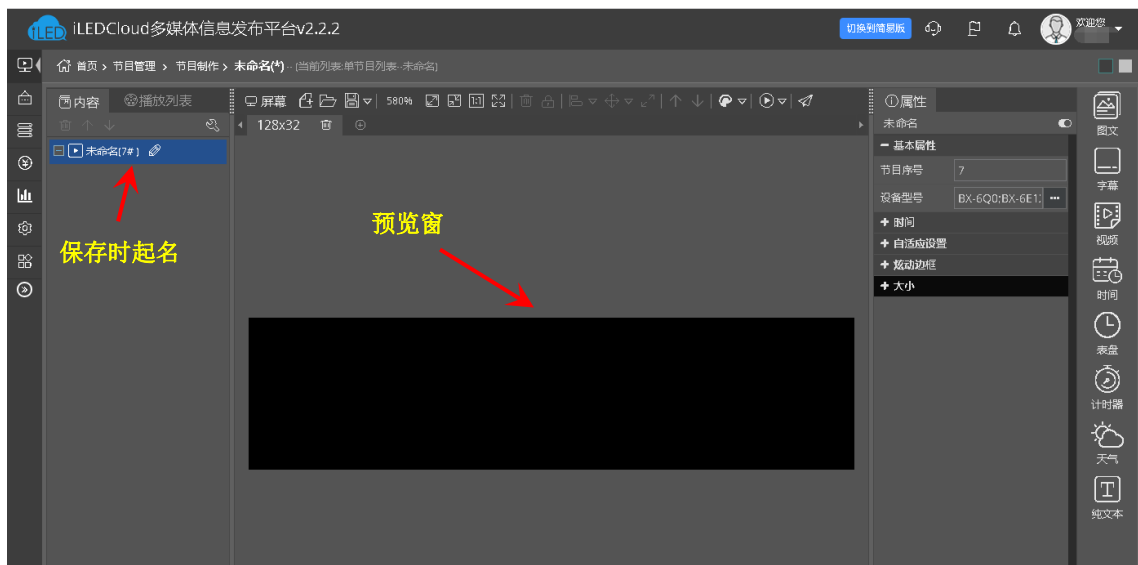 iLED iLEDCloud多媒体信息发布平台v2.2.2
切换到简易版
欢迎您
首页 > 节目管理 > 节目制作 > 未命名(*) -- [当前列表:单节目列表--未命名]
内容 播放列表
屏幕 580% 1:1
128x32
未命名(7# )
保存时起名
预览窗
属性
未命名
基本属性
节目序号 7
设备型号 BX-6Q0;BX-6E1; ···
时间
自适应设置
炫动边框
大小
图文
字幕
视频
时间
表盘
计时器
天气
T
纯文本